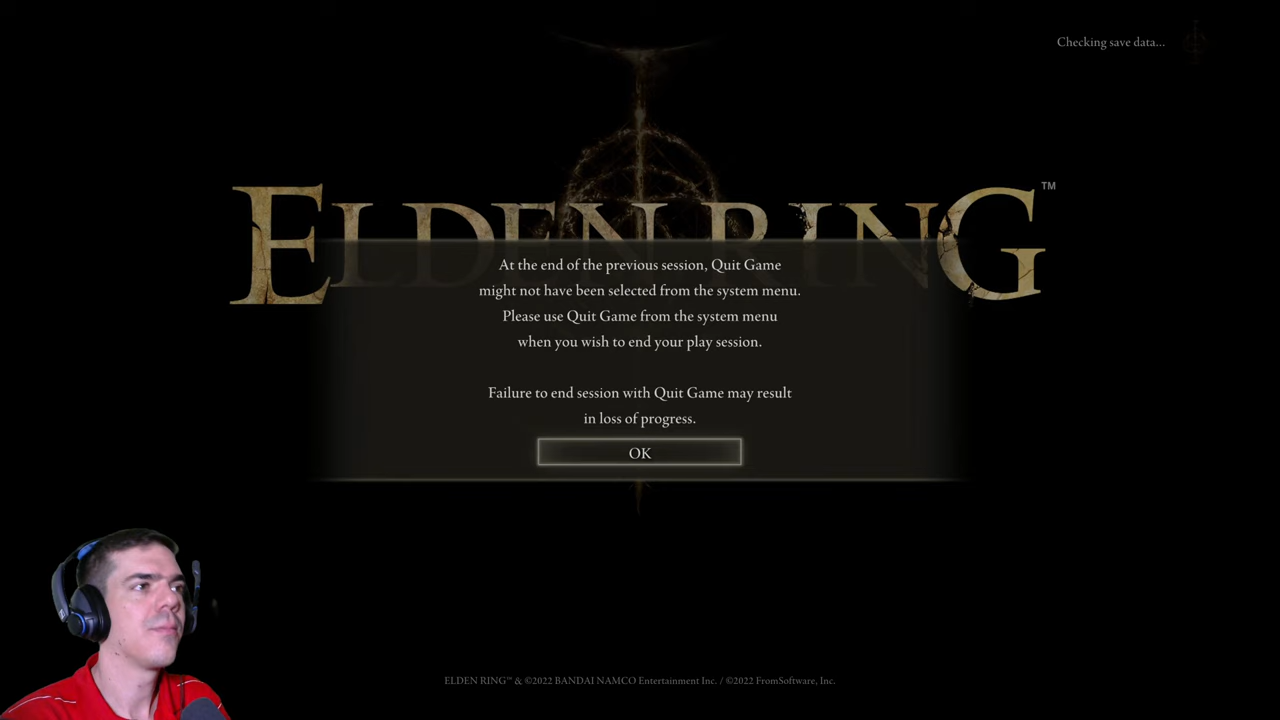 Checking save data...
ELDEN RING™
At the end of the previous session, Quit Game
might not have been selected from the system menu.
Please use Quit Game from the system menu
when you wish to end your play session.
Failure to end session with Quit Game may result
in loss of progress.
OK
ELDEN RING™ & ©2022 BANDAI NAMCO Entertainment Inc. / ©2022 FromSoftware, Inc.